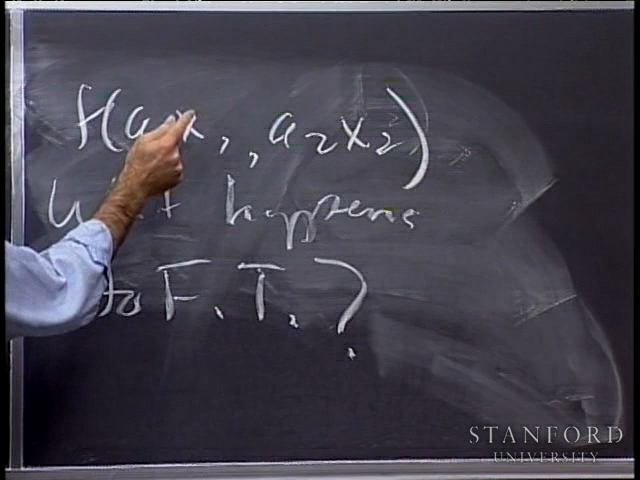 f(a₁x₁, a₂x₂)
what happens
to F.T.?
STANFORD
UNIVERSITY